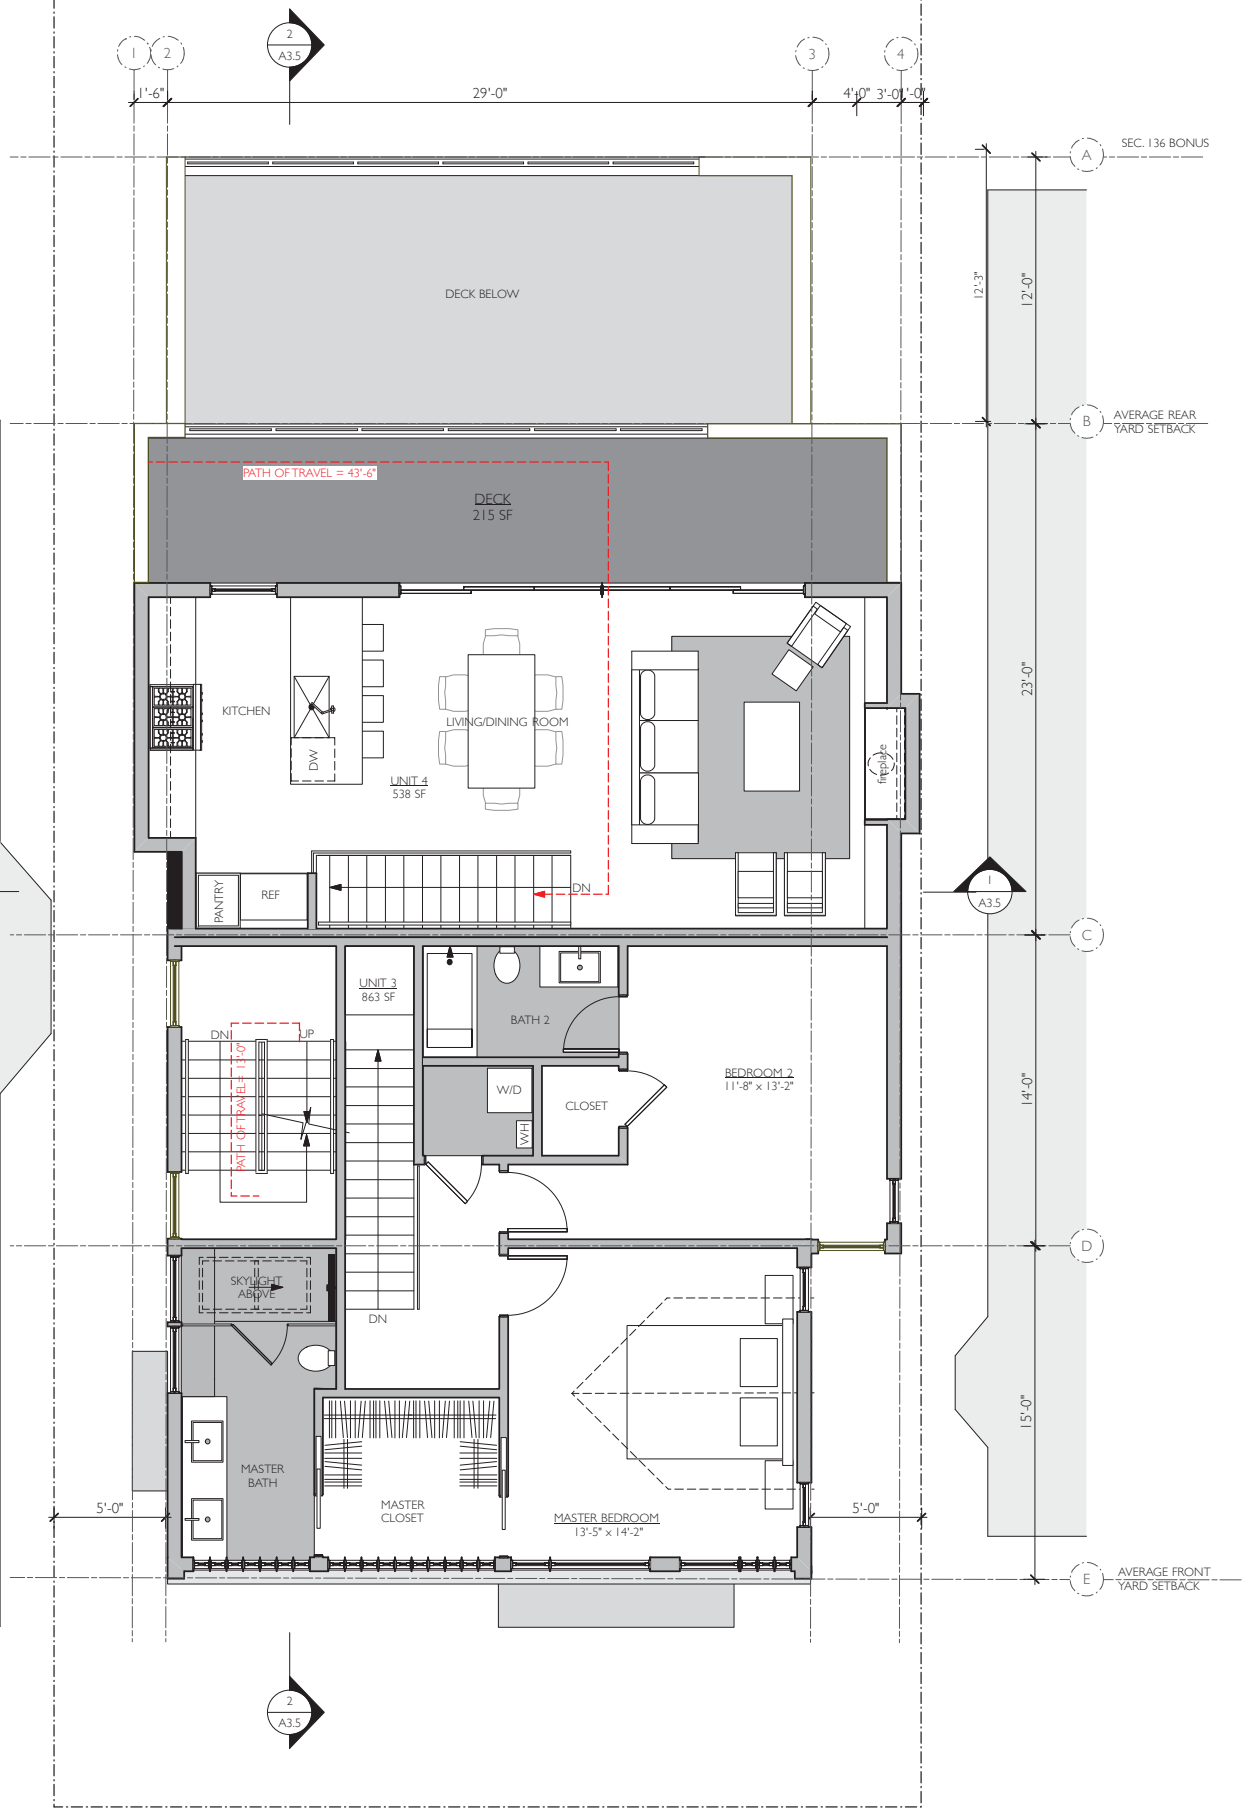 2
A3.5
1
2
3
4
1'-6"
29'-0"
4'-0"
3'-0"
1'-0"
A
SEC. 136 BONUS
12'-3"
12'-0"
DECK BELOW
B
AVERAGE REAR
YARD SETBACK
PATH OF TRAVEL = 43'-6"
DECK
215 SF
23'-0"
KITCHEN
LIVING/DINING ROOM
DW
UNIT 4
538 SF
fireplace
PANTRY
REF
DN
1
A3.5
C
UNIT 3
863 SF
BATH 2
DN
UP
PATH OF TRAVEL = 13'-0"
W/D
WH
CLOSET
BEDROOM 2
11'-8" x 13'-2"
14'-0"
D
SKYLIGHT
ABOVE
DN
15'-0"
MASTER
BATH
MASTER
CLOSET
MASTER BEDROOM
13'-5" x 14'-2"
5'-0"
5'-0"
E
AVERAGE FRONT
YARD SETBACK
2
A3.5